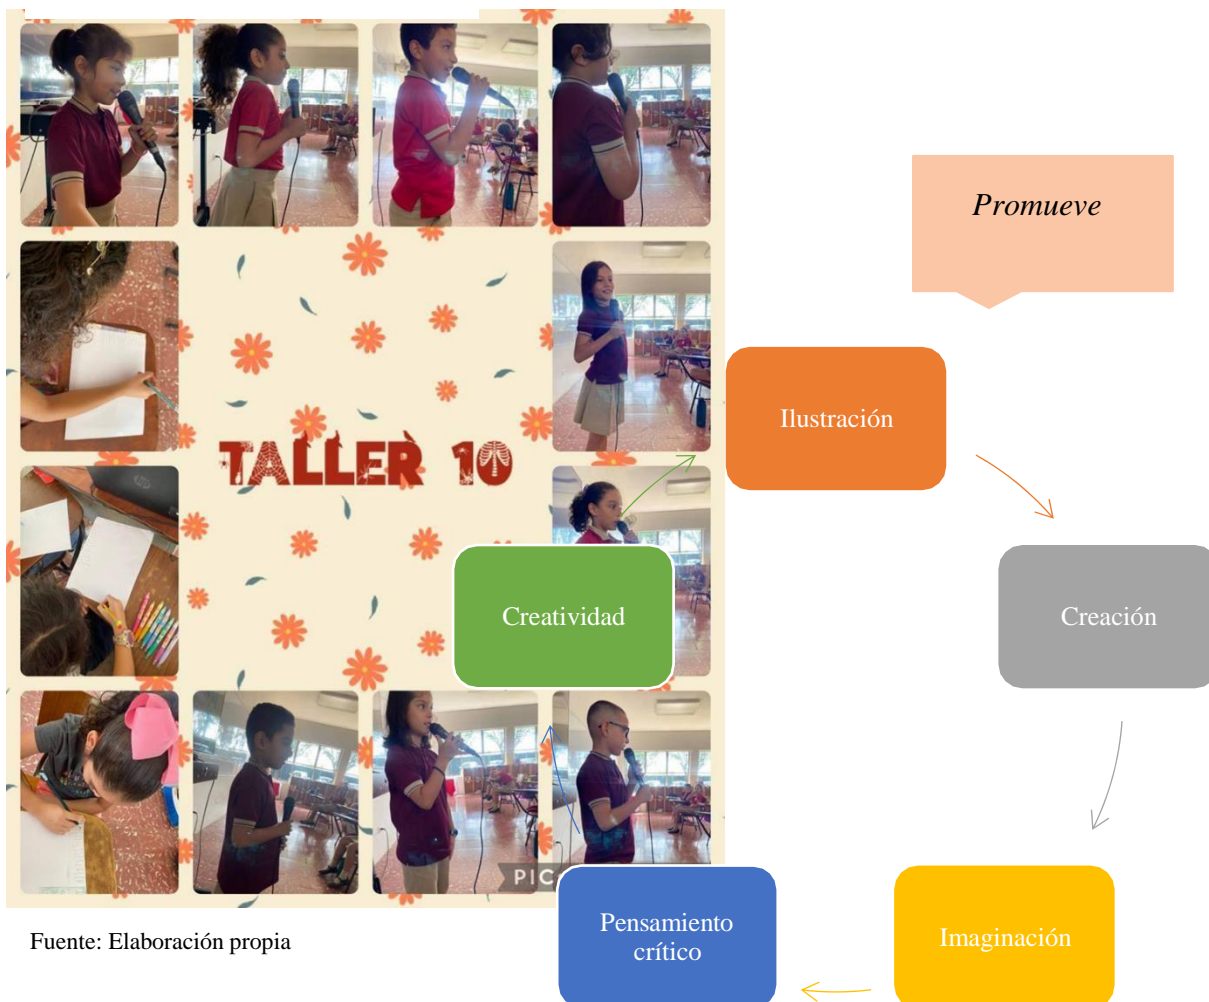 Promueve
Ilustración
TALLER 10
Creatividad
Creación
PIC
Pensamiento
crítico
Imaginación
Fuente: Elaboración propia